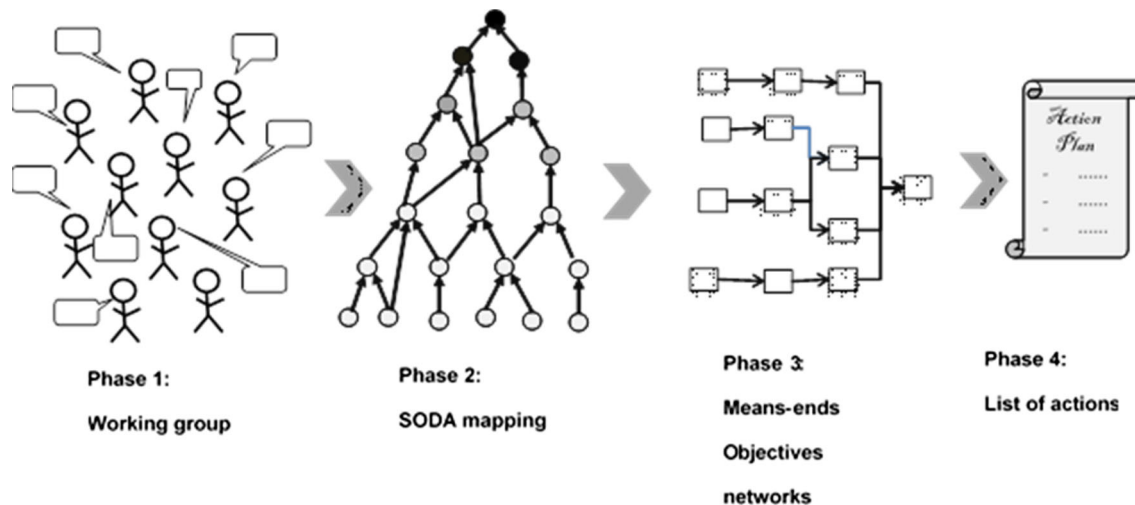 Action
Plan
Phase 1:
Working group
Phase 2:
SODA mapping
Phase 3:
Means-ends
Objectives
networks
Phase 4:
List of actions